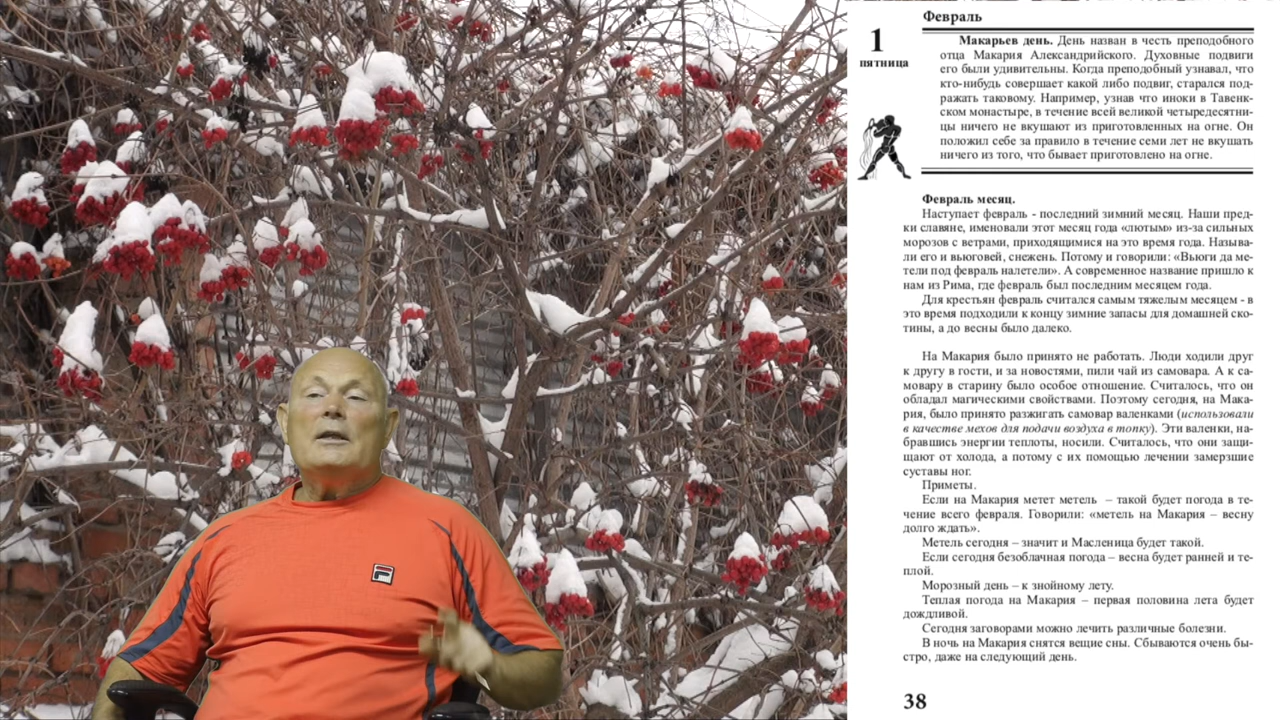 Февраль
1
пятница
Макарьев день. День назван в честь преподобного
отца Макария Александрийского. Духовные подвиги
его были удивительны. Когда преподобный узнавал, что
кто-нибудь совершает какой либо подвиг, старался под-
ражать таковому. Например, узнав что иноки в Тавенк-
ском монастыре, в течение всей великой четыредесятни-
цы ничего не вкушают из приготовленных на огне. Он
положил себе за правило в течение семи лет не вкушать
ничего из того, что бывает приготовлено на огне.
Февраль месяц.
Наступает февраль - последний зимний месяц. Наши пред-
ки славяне, именовали этот месяц года «лютым» из-за сильных
морозов с ветрами, приходящимися на это время года. Называ-
ли его и вьюговей, снежень. Потому и говорили: «Вьюги да ме-
тели под февраль налетели». А современное название пришло к
нам из Рима, где февраль был последним месяцем года.
Для крестьян февраль считался самым тяжелым месяцем - в
это время подходили к концу зимние запасы для домашней ско-
тины, а до весны было далеко.
На Макария было принято не работать. Люди ходили друг
к другу в гости, и за новостями, пили чай из самовара. А к са-
мовару в старину было особое отношение. Считалось, что он
обладал магическими свойствами. Поэтому сегодня, на Мака-
рия, было принято разжигать самовар валенками (использовали
в качестве мехов для подачи воздуха в топку). Эти валенки, на-
бравшись энергии теплоты, носили. Считалось, что они защи-
щают от холода, а потому с их помощью лечении замерзшие
суставы ног.
Приметы.
Если на Макария метет метель – такой будет погода в те-
чение всего февраля. Говорили: «метель на Макария – весну
долго ждать».
Метель сегодня – значит и Масленица будет такой.
Если сегодня безоблачная погода – весна будет ранней и те-
плой.
Морозный день – к знойному лету.
Теплая погода на Макария – первая половина лета будет
дождливой.
Сегодня заговорами можно лечить различные болезни.
В ночь на Макария снятся вещие сны. Сбываются очень бы-
стро, даже на следующий день.
38
FILA